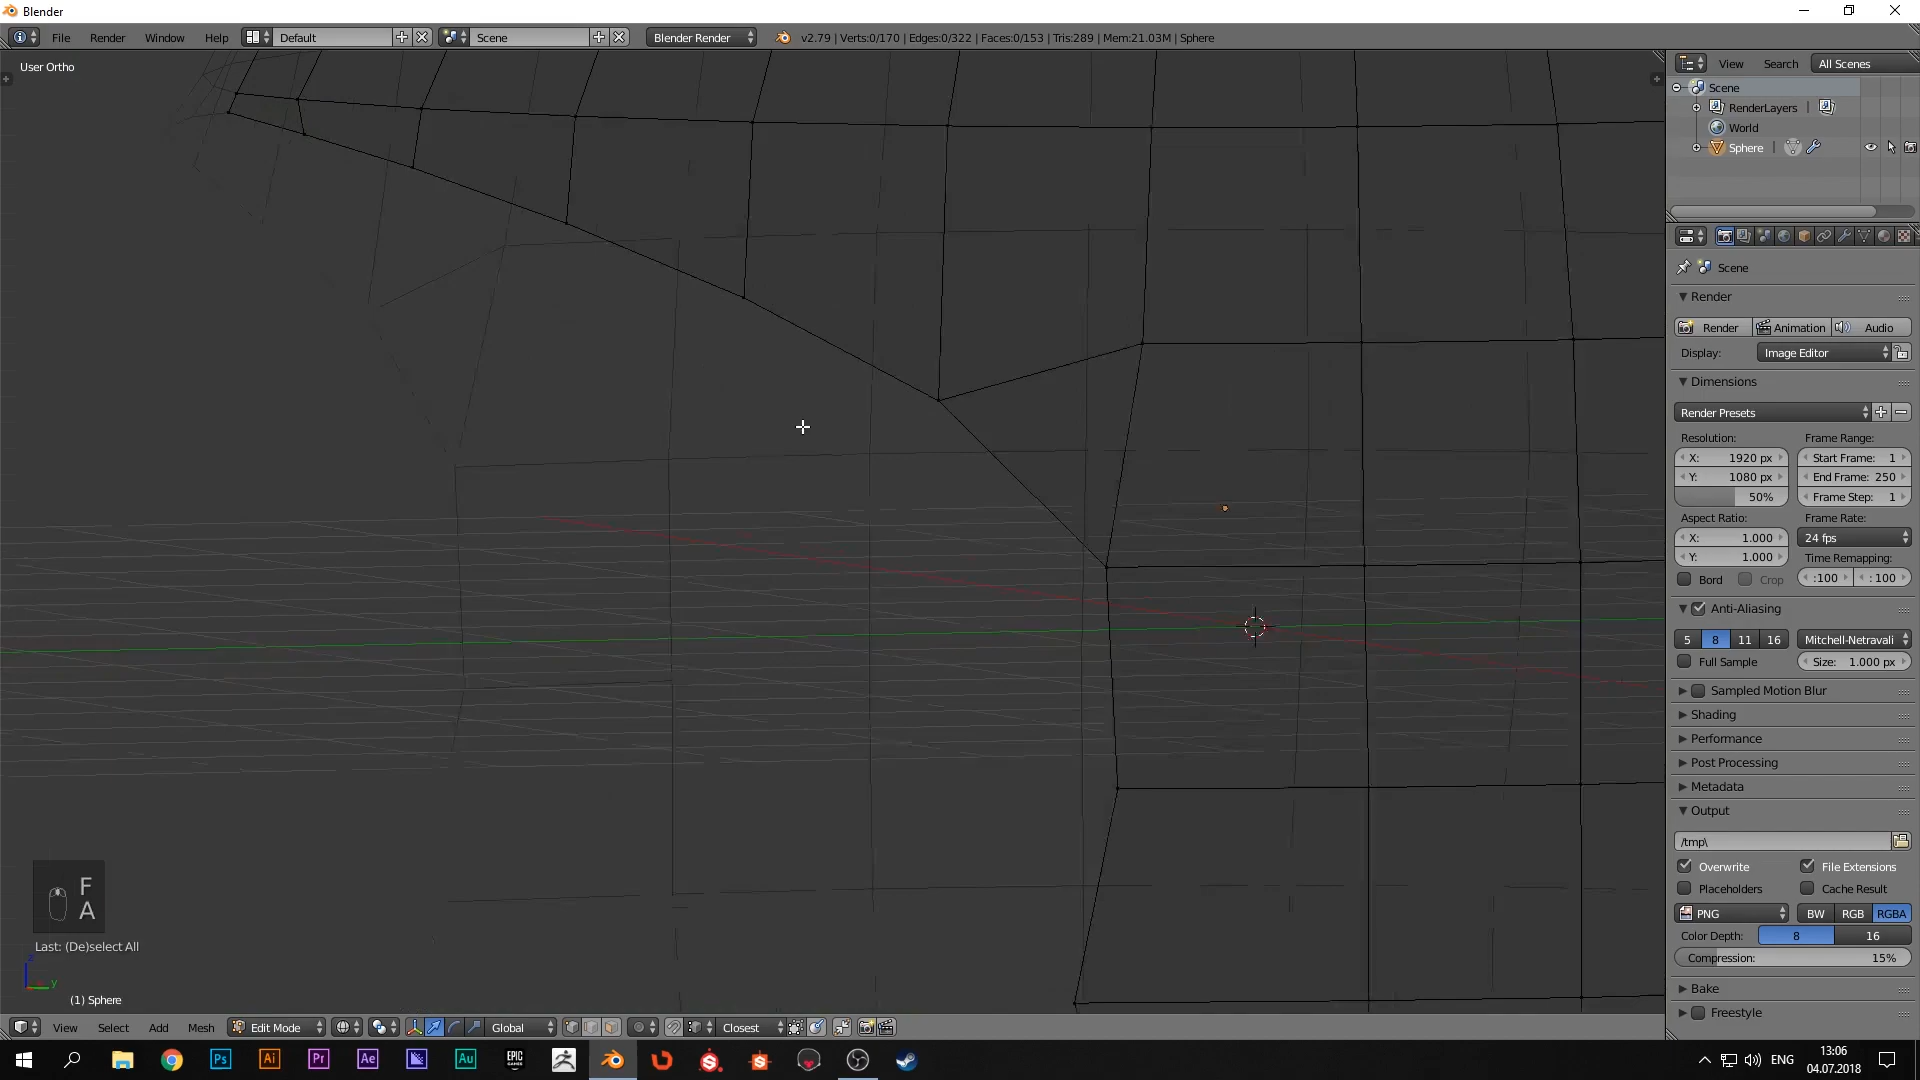 Blender
File Render Window Help Default Scene Blender Render v2.79 | Verts:0/170 | Edges:0/322 | Faces:0/153 | Tris:289 | Mem:21.03M | Sphere
User Ortho
View Search All Scenes
Scene
RenderLayers
World
Sphere
Scene
Render
Render Animation Audio
Display: Image Editor
Dimensions
Render Presets
Resolution: Frame Range:
X: 1920 px Start Frame: 1
Y: 1080 px End Frame: 250
50% Frame Step: 1
Aspect Ratio: Frame Rate:
X: 1.000 24 fps
Y: 1.000 Time Remapping:
Bord Crop :100 : 100
Anti-Aliasing
5 8 11 16 Mitchell-Netravali
Full Sample Size: 1.000 px
Sampled Motion Blur
Shading
Performance
Post Processing
Metadata
Output
/tmp\
Overwrite File Extensions
Placeholders Cache Result
PNG BW RGB RGBA
Color Depth: 8 16
Compression: 15%
Bake
Freestyle
F
A
Last: (De)select All
z
y
(1) Sphere
View Select Add Mesh Edit Mode Global Closest
Ps Ai Pr Ae Au EPIC GAMES ENG 13:06
04.07.2018